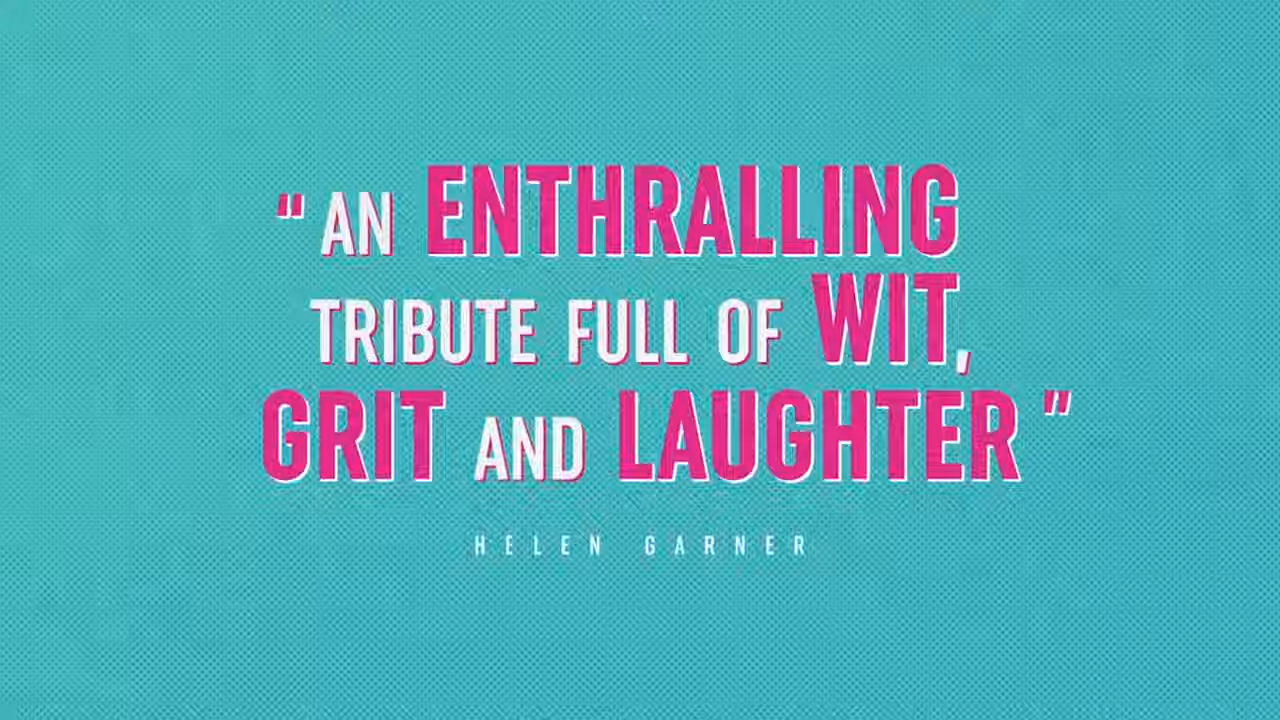 " AN ENTHRALLING
TRIBUTE FULL OF WIT,
GRIT AND LAUGHTER "
HELEN GARNER